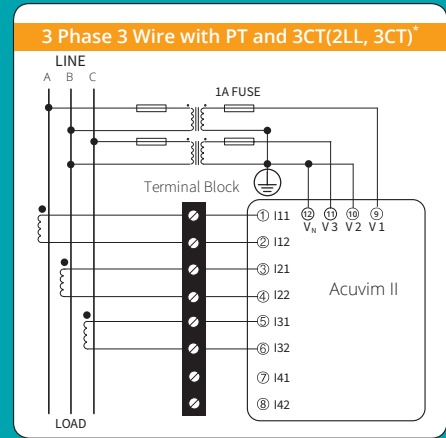 3 Phase 3 Wire with PT and 3CT(2LL, 3CT)*
LINE
A B C
1A FUSE
Terminal Block
① I11
② I12
③ I21
④ I22
⑤ I31
⑥ I32
⑦ I41
⑧ I42
⑫ ⑪ ⑩ ⑨
VN V3 V2 V1
Acuvim II
LOAD